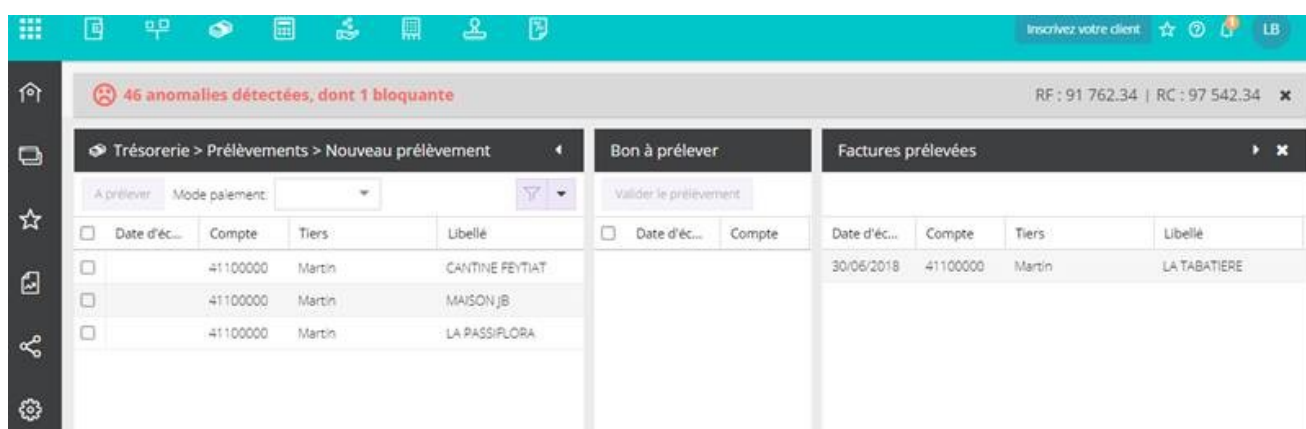 Inscrivez votre client LB
46 anomalies détectées, dont 1 bloquante RF : 91 762.34 | RC : 97 542.34
Trésorerie > Prélèvements > Nouveau prélèvement Bon à prélever Factures prélevées
A prélever Mode paiement: Valider le prélèvement
Date d'éc... Compte Tiers Libellé Date d'éc... Compte Date d'éc... Compte Tiers Libellé
41100000 Martin CANTINE FEYTIAT 30/06/2018 41100000 Martin LA TABATIERE
41100000 Martin MAISON JB
41100000 Martin LA PASSIFLORA